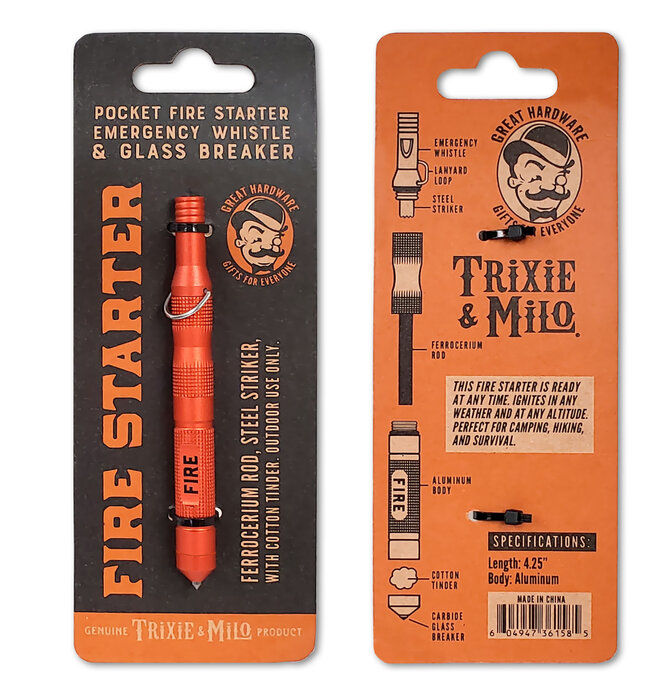 POCKET FIRE STARTER
EMERGENCY WHISTLE
& GLASS BREAKER
FIRE STARTER
GREAT HARDWARE
GIFTS FOR EVERYONE
FIRE
FERROCERIUM ROD, STEEL STRIKER,
WITH COTTON TINDER. OUTDOOR USE ONLY.
GENUINE TRIXIE & MILO PRODUCT
GREAT HARDWARE
GIFTS FOR EVERYONE
EMERGENCY
WHISTLE
LANYARD
LOOP
STEEL
STRIKER
TRIXIE
& MILO
FERROCERIUM
ROD
THIS FIRE STARTER IS READY
AT ANY TIME. IGNITES IN ANY
WEATHER AND AT ANY ALTITUDE.
PERFECT FOR CAMPING, HIKING,
AND SURVIVAL.
FIRE
ALUMINUM
BODY
COTTON
TINDER
CARBIDE
GLASS
BREAKER
SPECIFICATIONS:
Length: 4.25"
Body: Aluminum
MADE IN CHINA
6 04947 36158 5